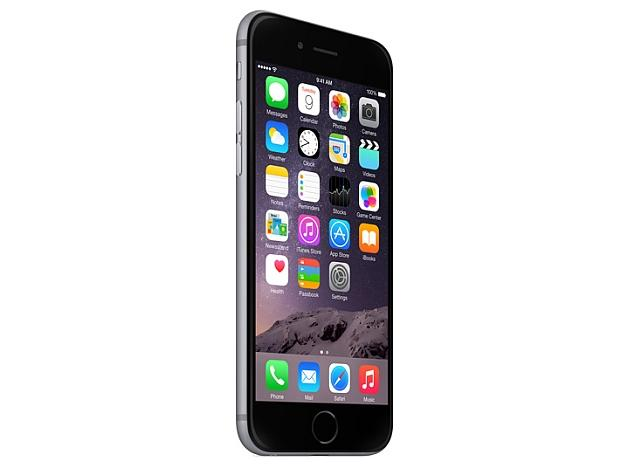 9:41 AM 100%
Tuesday
9
Messages Calendar Photos Camera
Weather Clock Maps Videos
Notes Reminders Stocks Game Center
Newsstand iTunes Store App Store iBooks
Health Passbook Settings
Phone Mail Safari Music